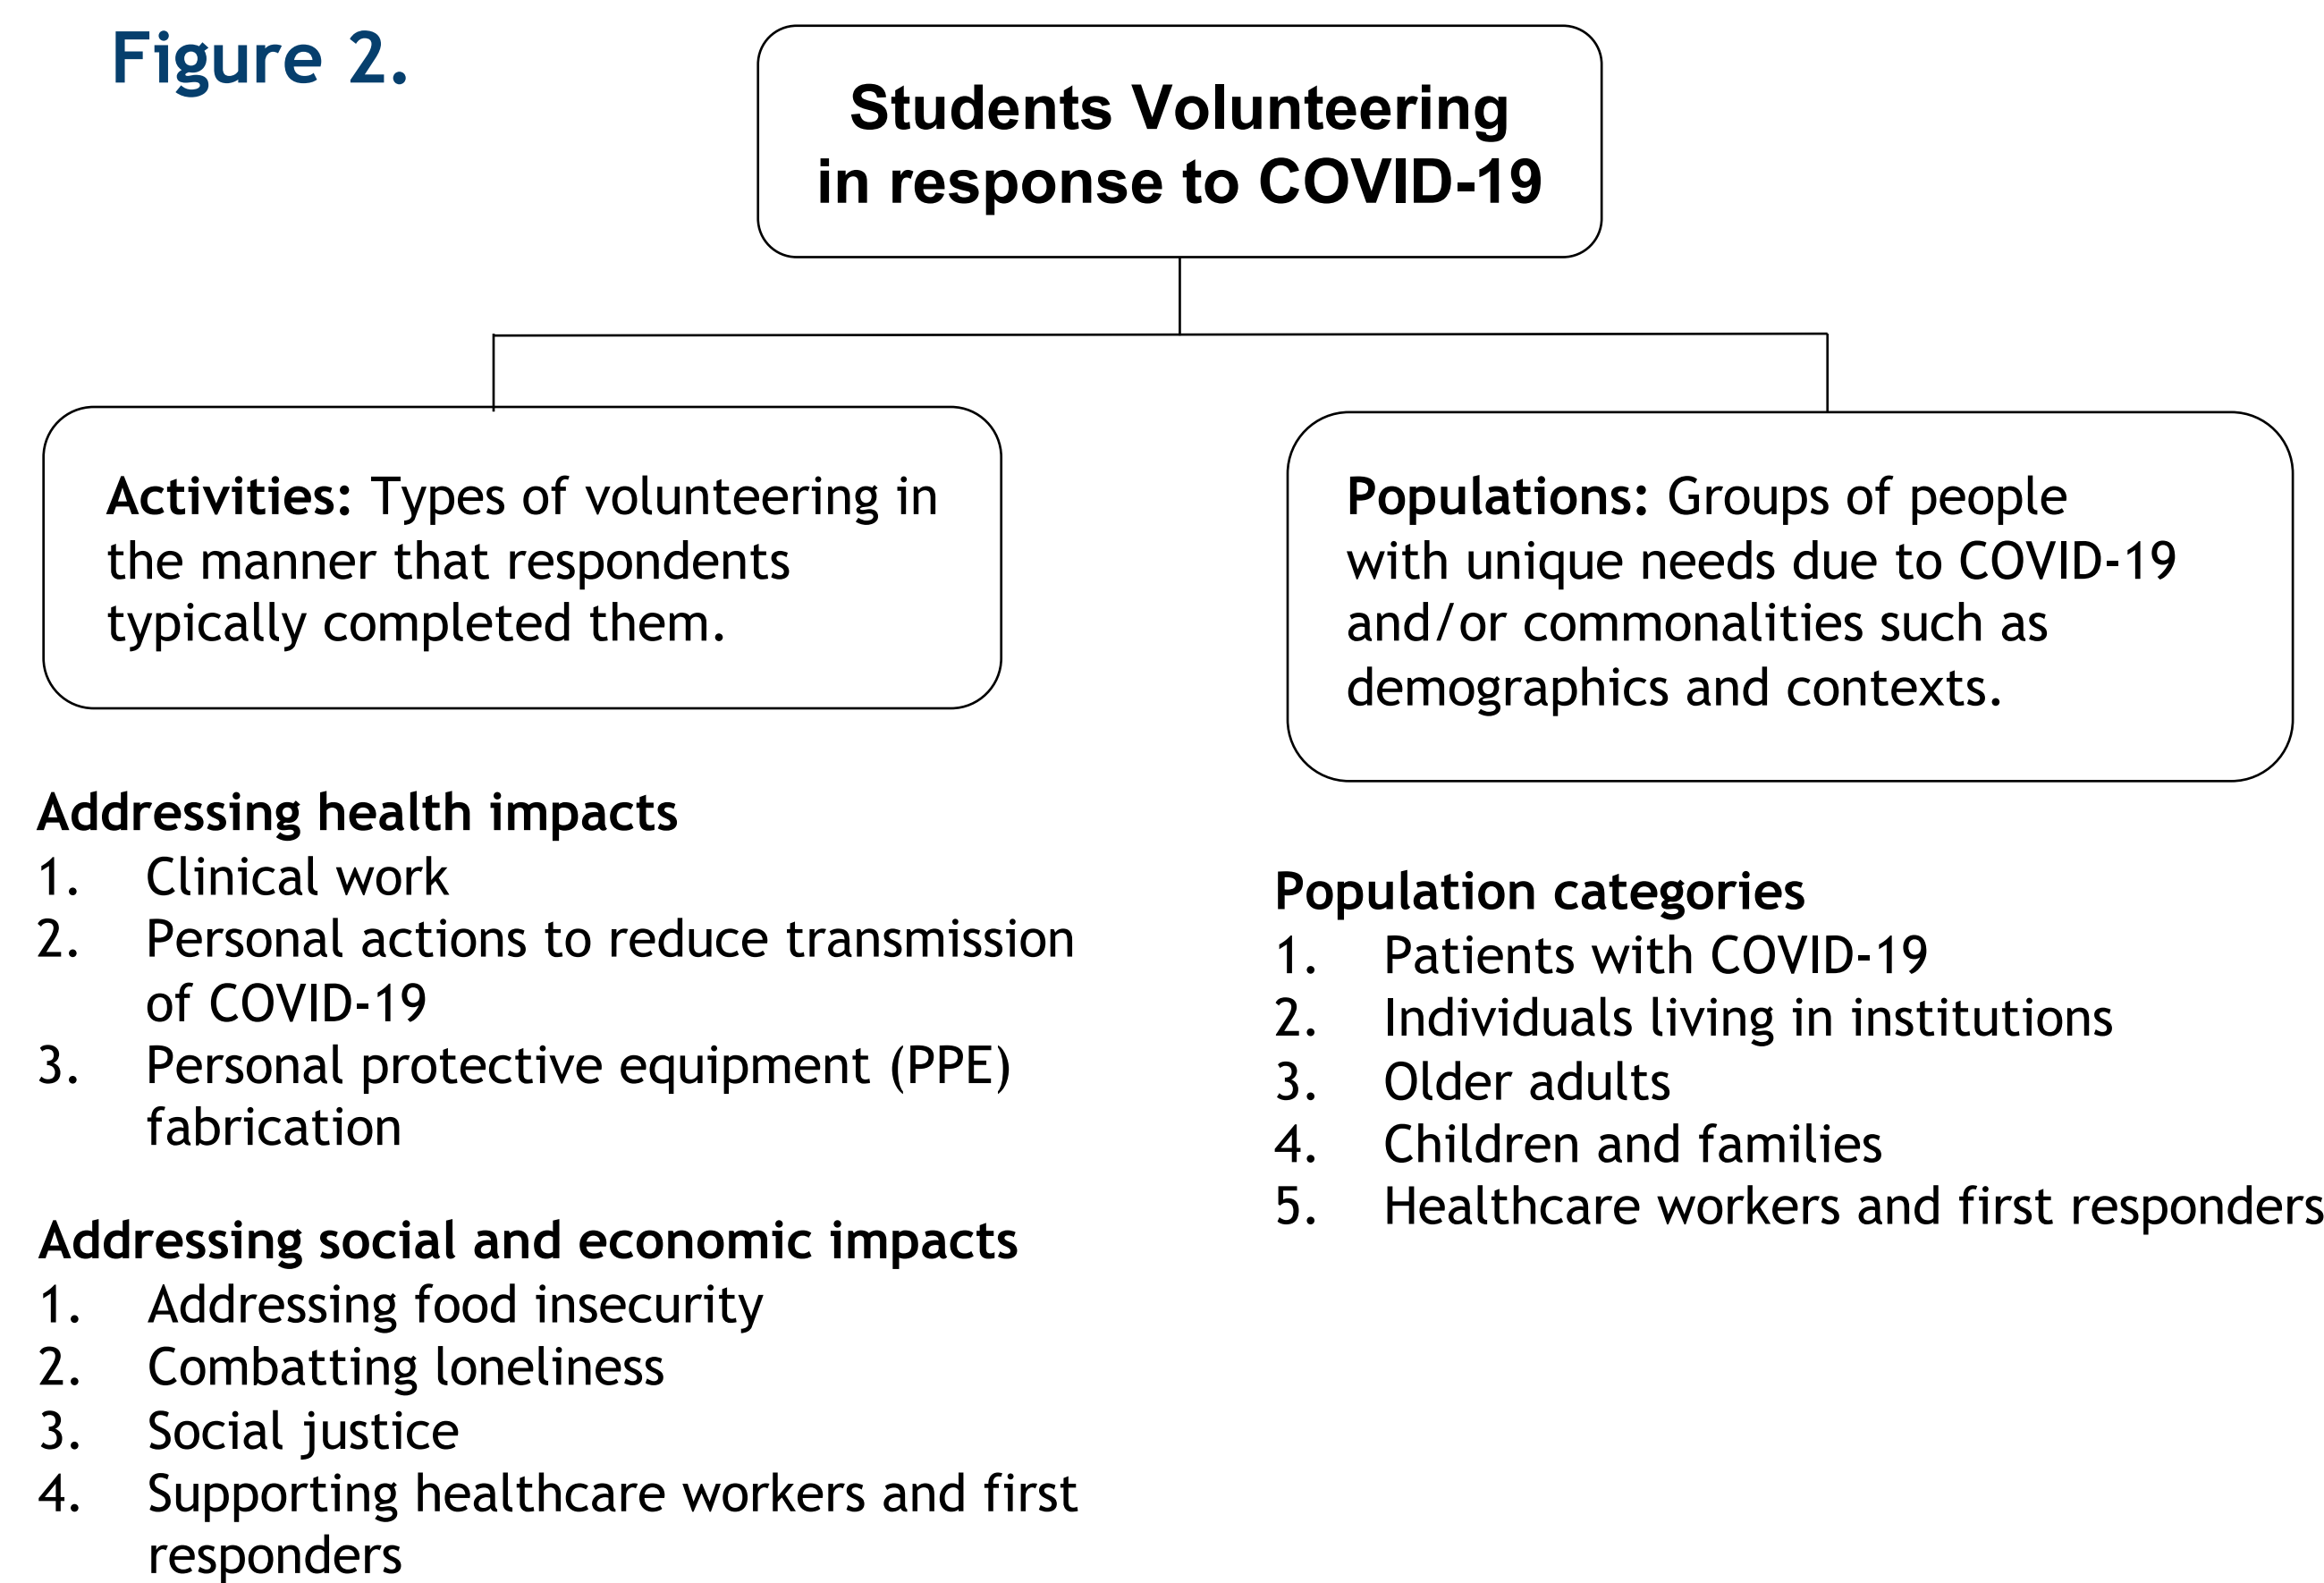 Figure 2.
Students Volunteering
in response to COVID-19
Activities: Types of volunteering in
the manner that respondents
typically completed them.
Populations: Groups of people
with unique needs due to COVID-19
and/or commonalities such as
demographics and contexts.
Addressing health impacts
1. Clinical work
2. Personal actions to reduce transmission
of COVID-19
3. Personal protective equipment (PPE)
fabrication
Addressing social and economic impacts
1. Addressing food insecurity
2. Combatting loneliness
3. Social justice
4. Supporting healthcare workers and first
responders
Population categories
1. Patients with COVID-19
2. Individuals living in institutions
3. Older adults
4. Children and families
5. Healthcare workers and first responders